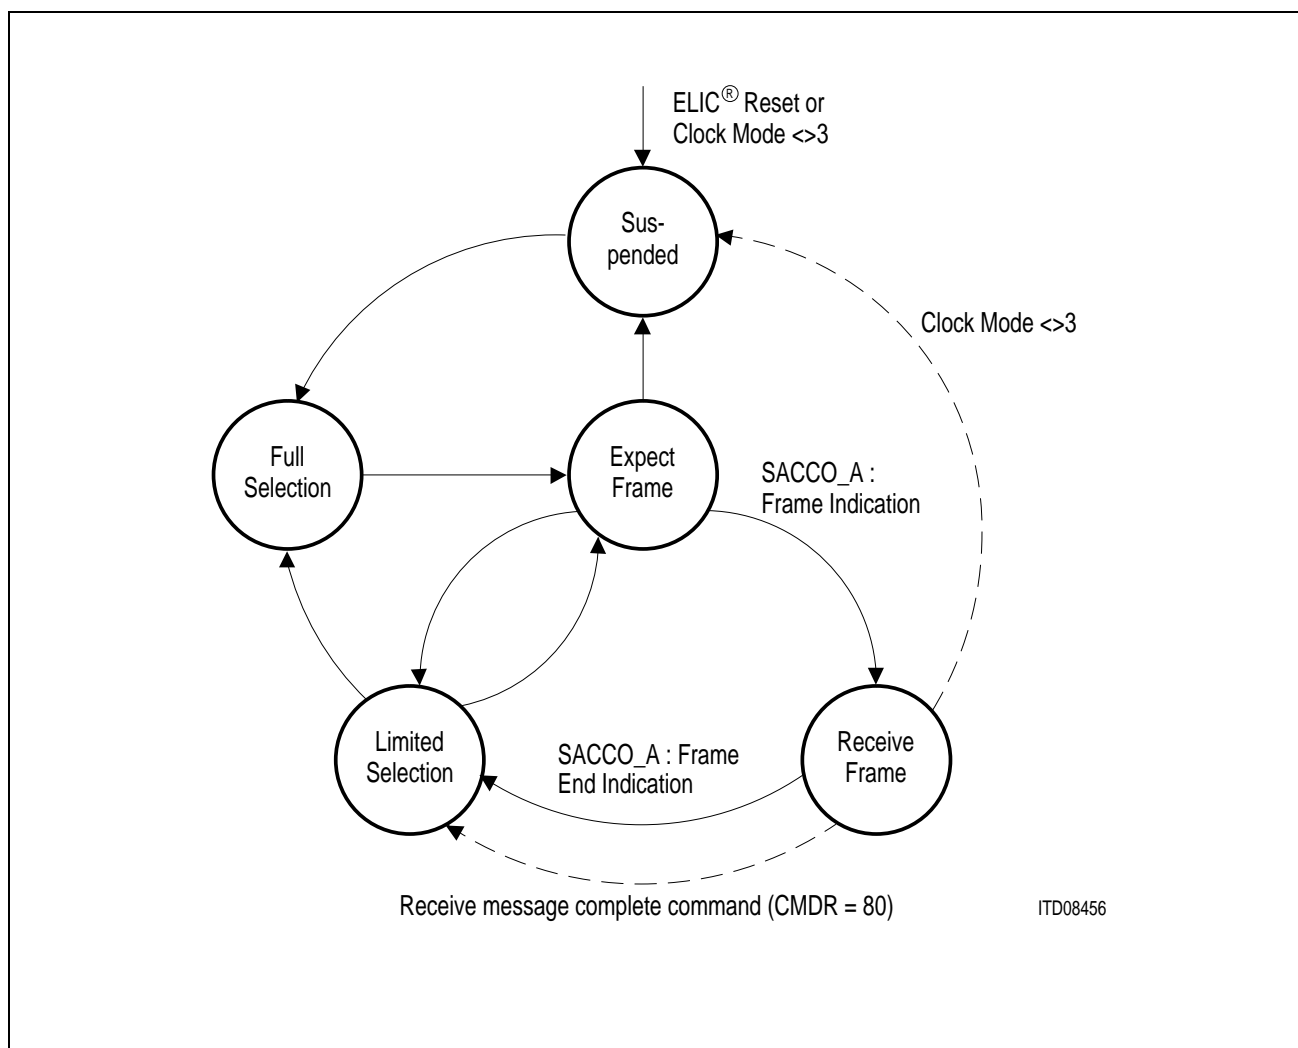 ELIC® Reset or
Clock Mode <>3
Sus-
pended
Clock Mode <>3
Full
Selection
Expect
Frame
SACCO_A :
Frame Indication
Limited
Selection
SACCO_A : Frame
End Indication
Receive
Frame
Receive message complete command (CMDR = 80)
ITD08456